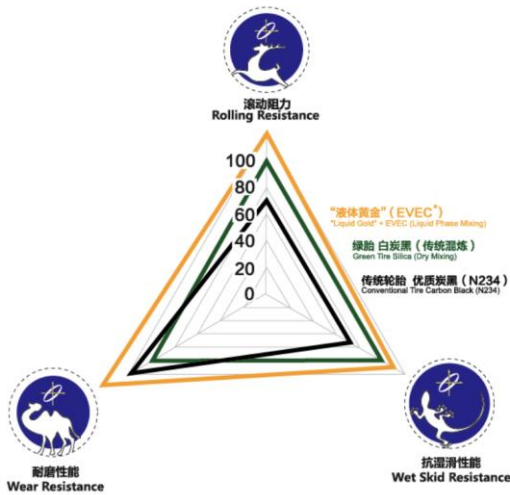 滚动阻力
Rolling Resistance
100
80
60
40
20
0
“液体黄金”（EVEC*）
"Liquid Gold" + EVEC (Liquid Phase Mixing)
绿胎 白炭黑（传统混炼）
Green Tire Silica (Dry Mixing)
传统轮胎 优质炭黑（N234）
Conventional Tire Carbon Black (N234)
耐磨性能
Wear Resistance
抗湿滑性能
Wet Skid Resistance